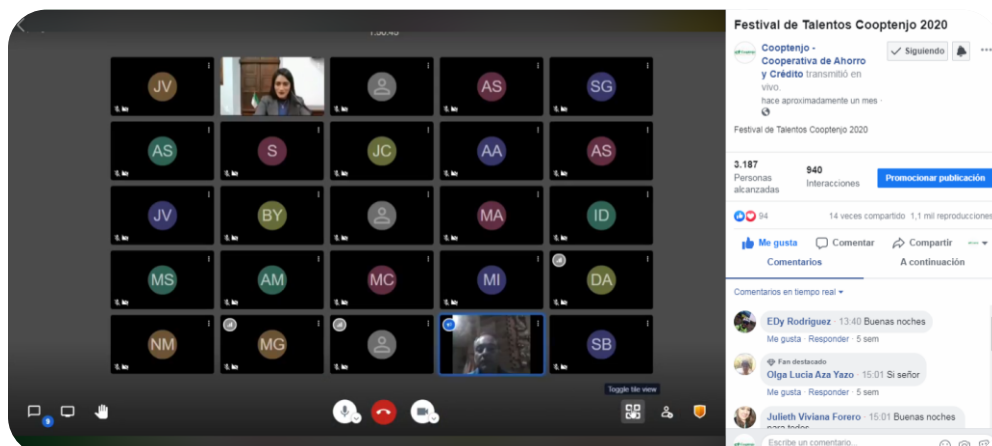 JV
AS
SG
AS
S
JC
AA
AS
JV
BY
MA
ID
MS
AM
MC
MI
DA
NM
MG
SB
Toggle tile view
9
Festival de Talentos Cooptenjo 2020
Cooptenjo -
Cooperativa de Ahorro
y Crédito transmitió en
vivo.
Siguiendo
hace aproximadamente un mes ·
Festival de Talentos Cooptenjo 2020
3.187
Personas
alcanzadas
940
Interacciones
Promocionar publicación
94
14 veces compartido 1,1 mil reproducciones
Me gusta Comentar Compartir
Comentarios A continuación
Comentarios en tiempo real
EDy Rodriguez · 13:40 Buenas noches
Me gusta · Responder · 5 sem
Fan destacado
Olga Lucia Aza Yazo · 15:01 Si señor
Me gusta · Responder · 5 sem
Julieth Viviana Forero · 15:01 Buenas noches
para todos
Escribe un comentario...